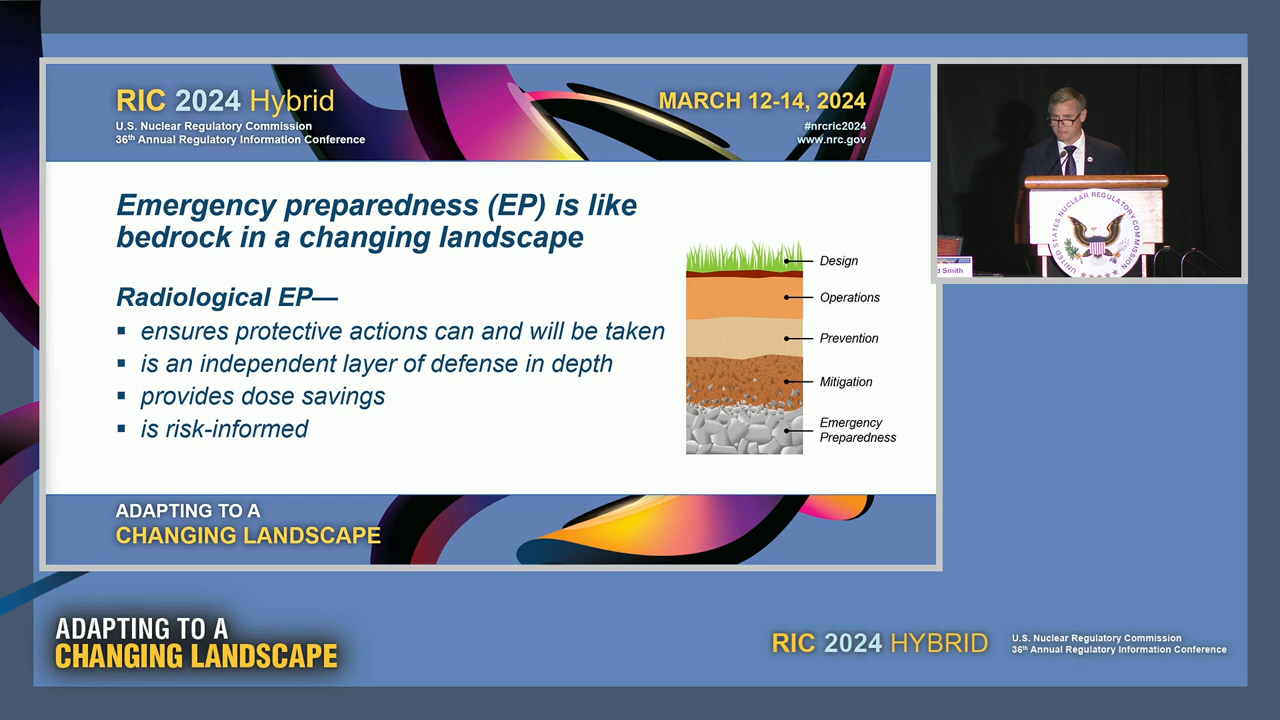 RIC 2024 Hybrid
U.S. Nuclear Regulatory Commission
36th Annual Regulatory Information Conference
MARCH 12-14, 2024
#nrcric2024
www.nrc.gov
Emergency preparedness (EP) is like
bedrock in a changing landscape
Radiological EP—
▪ ensures protective actions can and will be taken
▪ is an independent layer of defense in depth
▪ provides dose savings
▪ is risk-informed
Design
Operations
Prevention
Mitigation
Emergency
Preparedness
ADAPTING TO A
CHANGING LANDSCAPE
UNITED STATES NUCLEAR REGULATORY COMMISSION
d Smith
ADAPTING TO A
CHANGING LANDSCAPE
RIC 2024 HYBRID
U.S. Nuclear Regulatory Commission
36th Annual Regulatory Information Conference